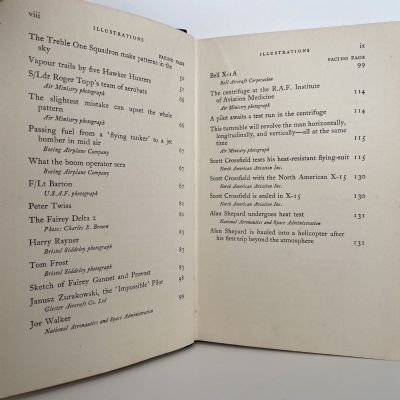 viii
ILLUSTRATIONS
FACING PAGE
The Treble One Squadron make patterns in the
sky 50
Vapour trails by five Hawker Hunters 51
S/Ldr Roger Topp's team of aerobats 66
Air Ministry photograph
The slightest mistake can upset the whole
pattern 66
Air Ministry photograph
Passing fuel from a 'flying tanker' to a jet
bomber in mid air 67
Boeing Airplane Company
What the boom operator sees 67
Boeing Airplane Company
F/Lt Barton 67
U.S.A.F. photograph
Peter Twiss 82
The Fairey Delta 2 82
Photo: Charles E. Brown
Harry Rayner 83
Bristol Siddeley photograph
Tom Frost 83
Bristol Siddeley photograph
Sketch of Fairey Gannet and Provost 83
Janusz Zurakowski, the 'Impossible' Pilot 98
Gloster Aircraft Co. Ltd
Joe Walker 99
National Aeronautics and Space Administration
ILLUSTRATIONS
ix
FACING PAGE
Bell X-1A 99
Bell Aircraft Corporation
The centrifuge at the R.A.F. Institute
of Aviation Medicine 114
Air Ministry photograph
A pilot awaits a test run in the centrifuge 114
This turntable will revolve the man horizontally,
longitudinally, and vertically—all at the same
time 115
Air Ministry photograph
Scott Crossfield tests his heat-resistant flying-suit 115
North American Aviation Inc.
Scott Crossfield with the North American X-15 130
North American Aviation Inc.
Scott Crossfield is sealed in X-15 130
North American Aviation Inc.
Alan Shepard undergoes heat test 131
National Aeronautics and Space Administration
Alan Shepard is hauled into a helicopter after
his first trip beyond the atmosphere 131